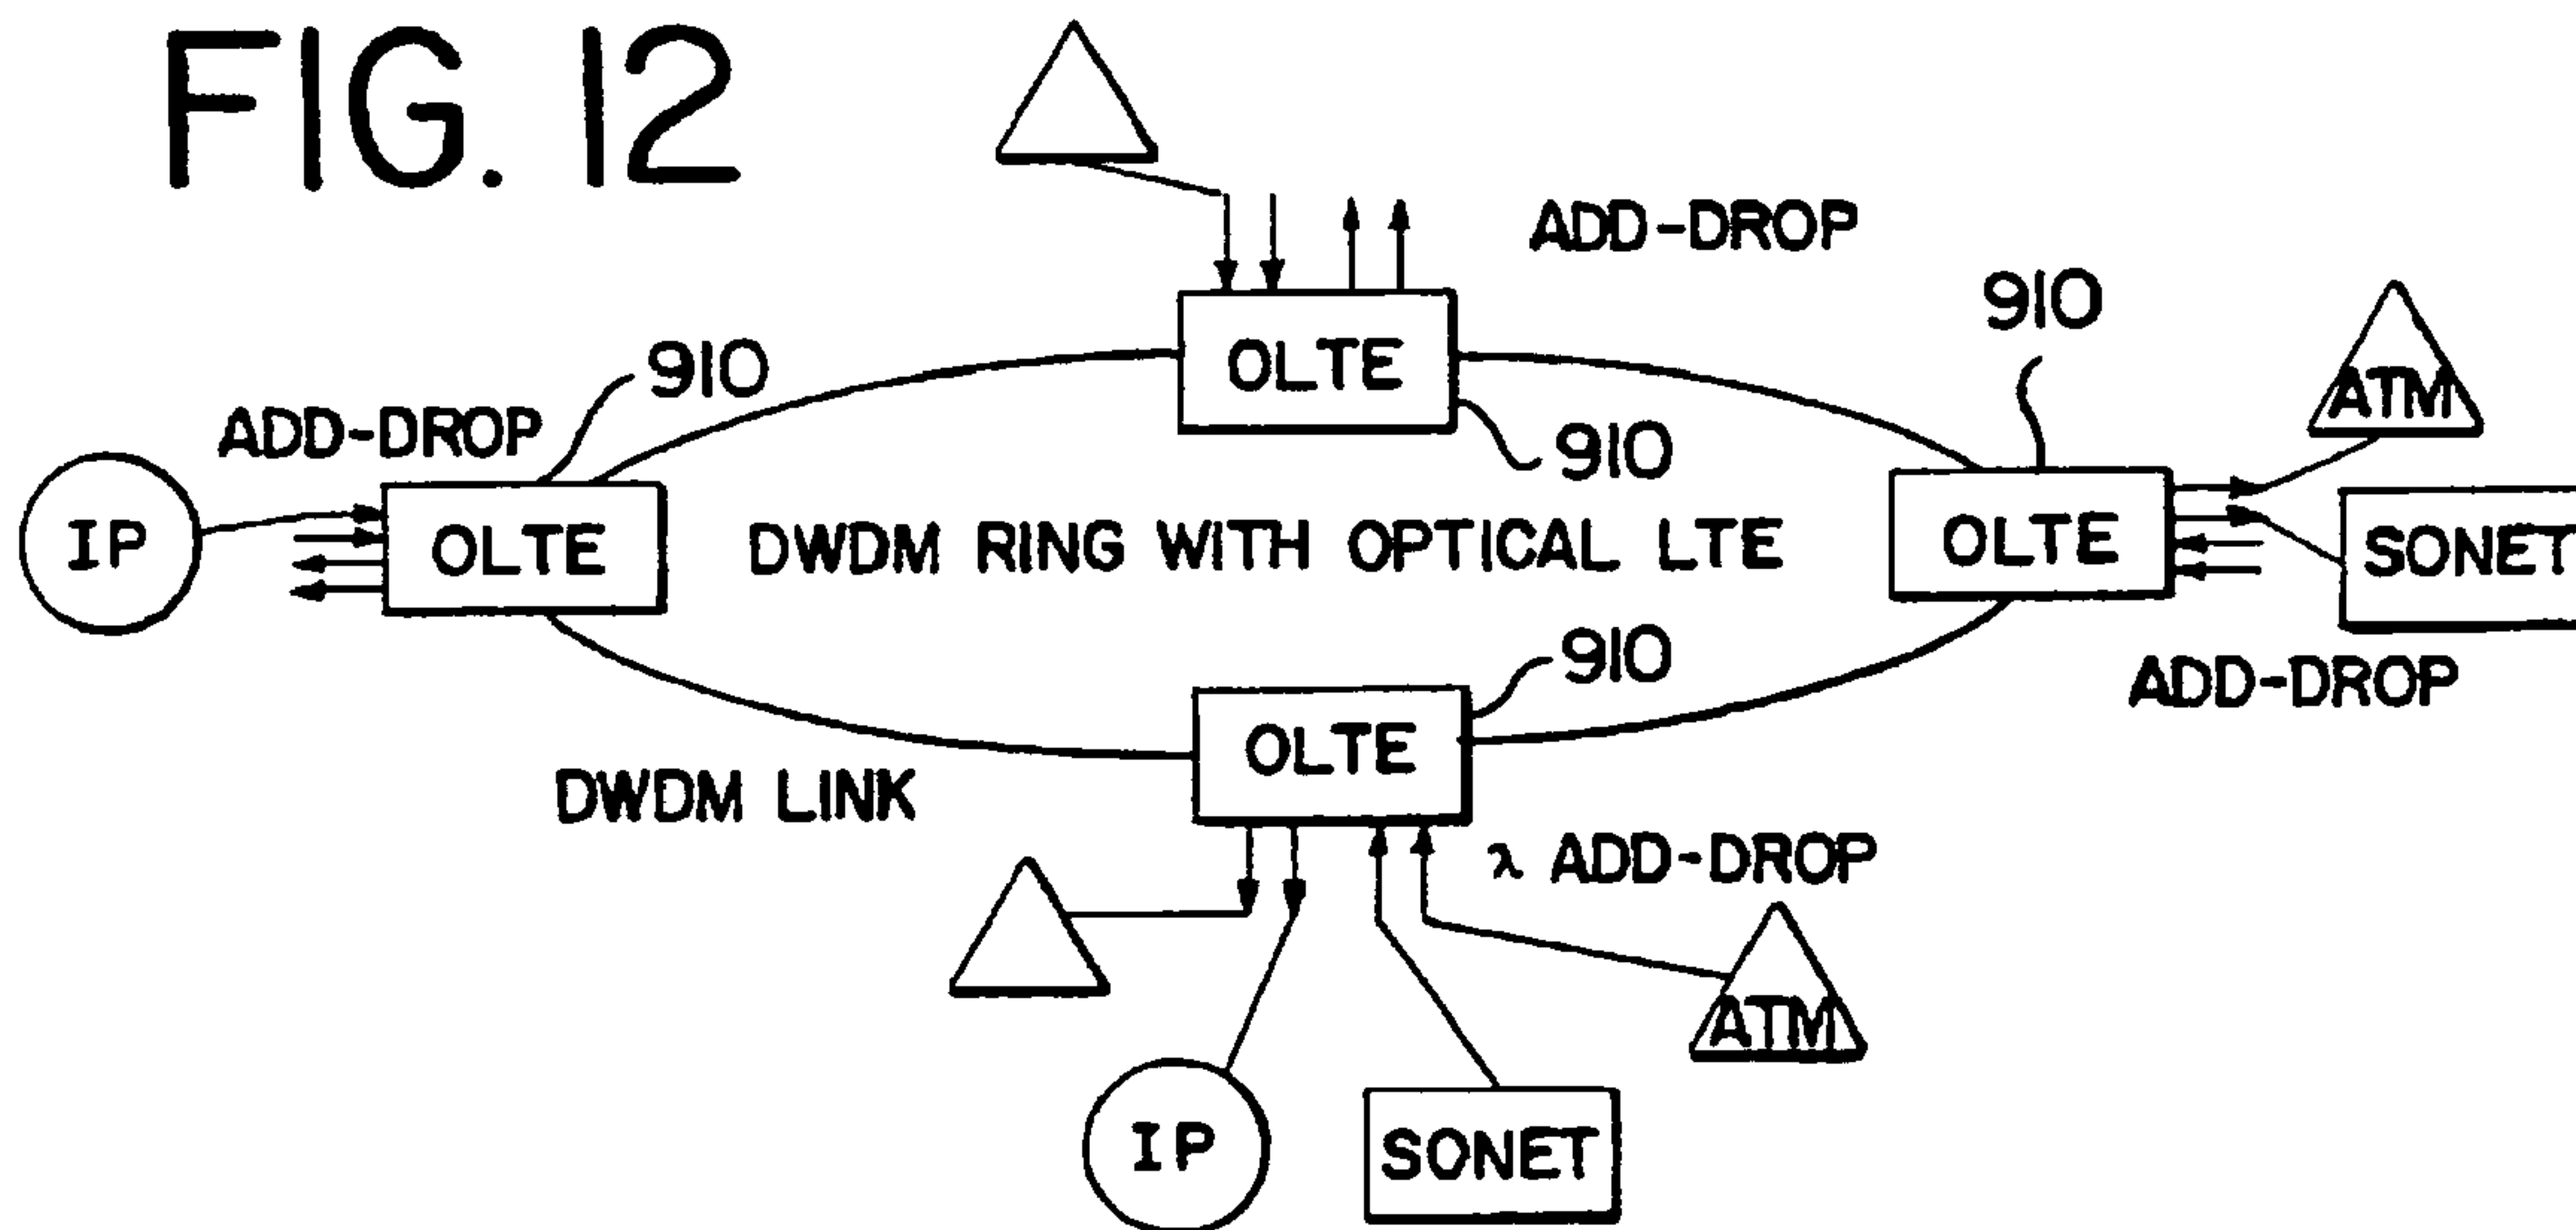 FIG. 12
ADD-DROP
910
OLTE
910
ATM
910
ADD-DROP
IP
OLTE
DWDM RING WITH OPTICAL LTE
OLTE
SONET
910
ADD-DROP
OLTE
DWDM LINK
λ ADD-DROP
ATM
IP
SONET